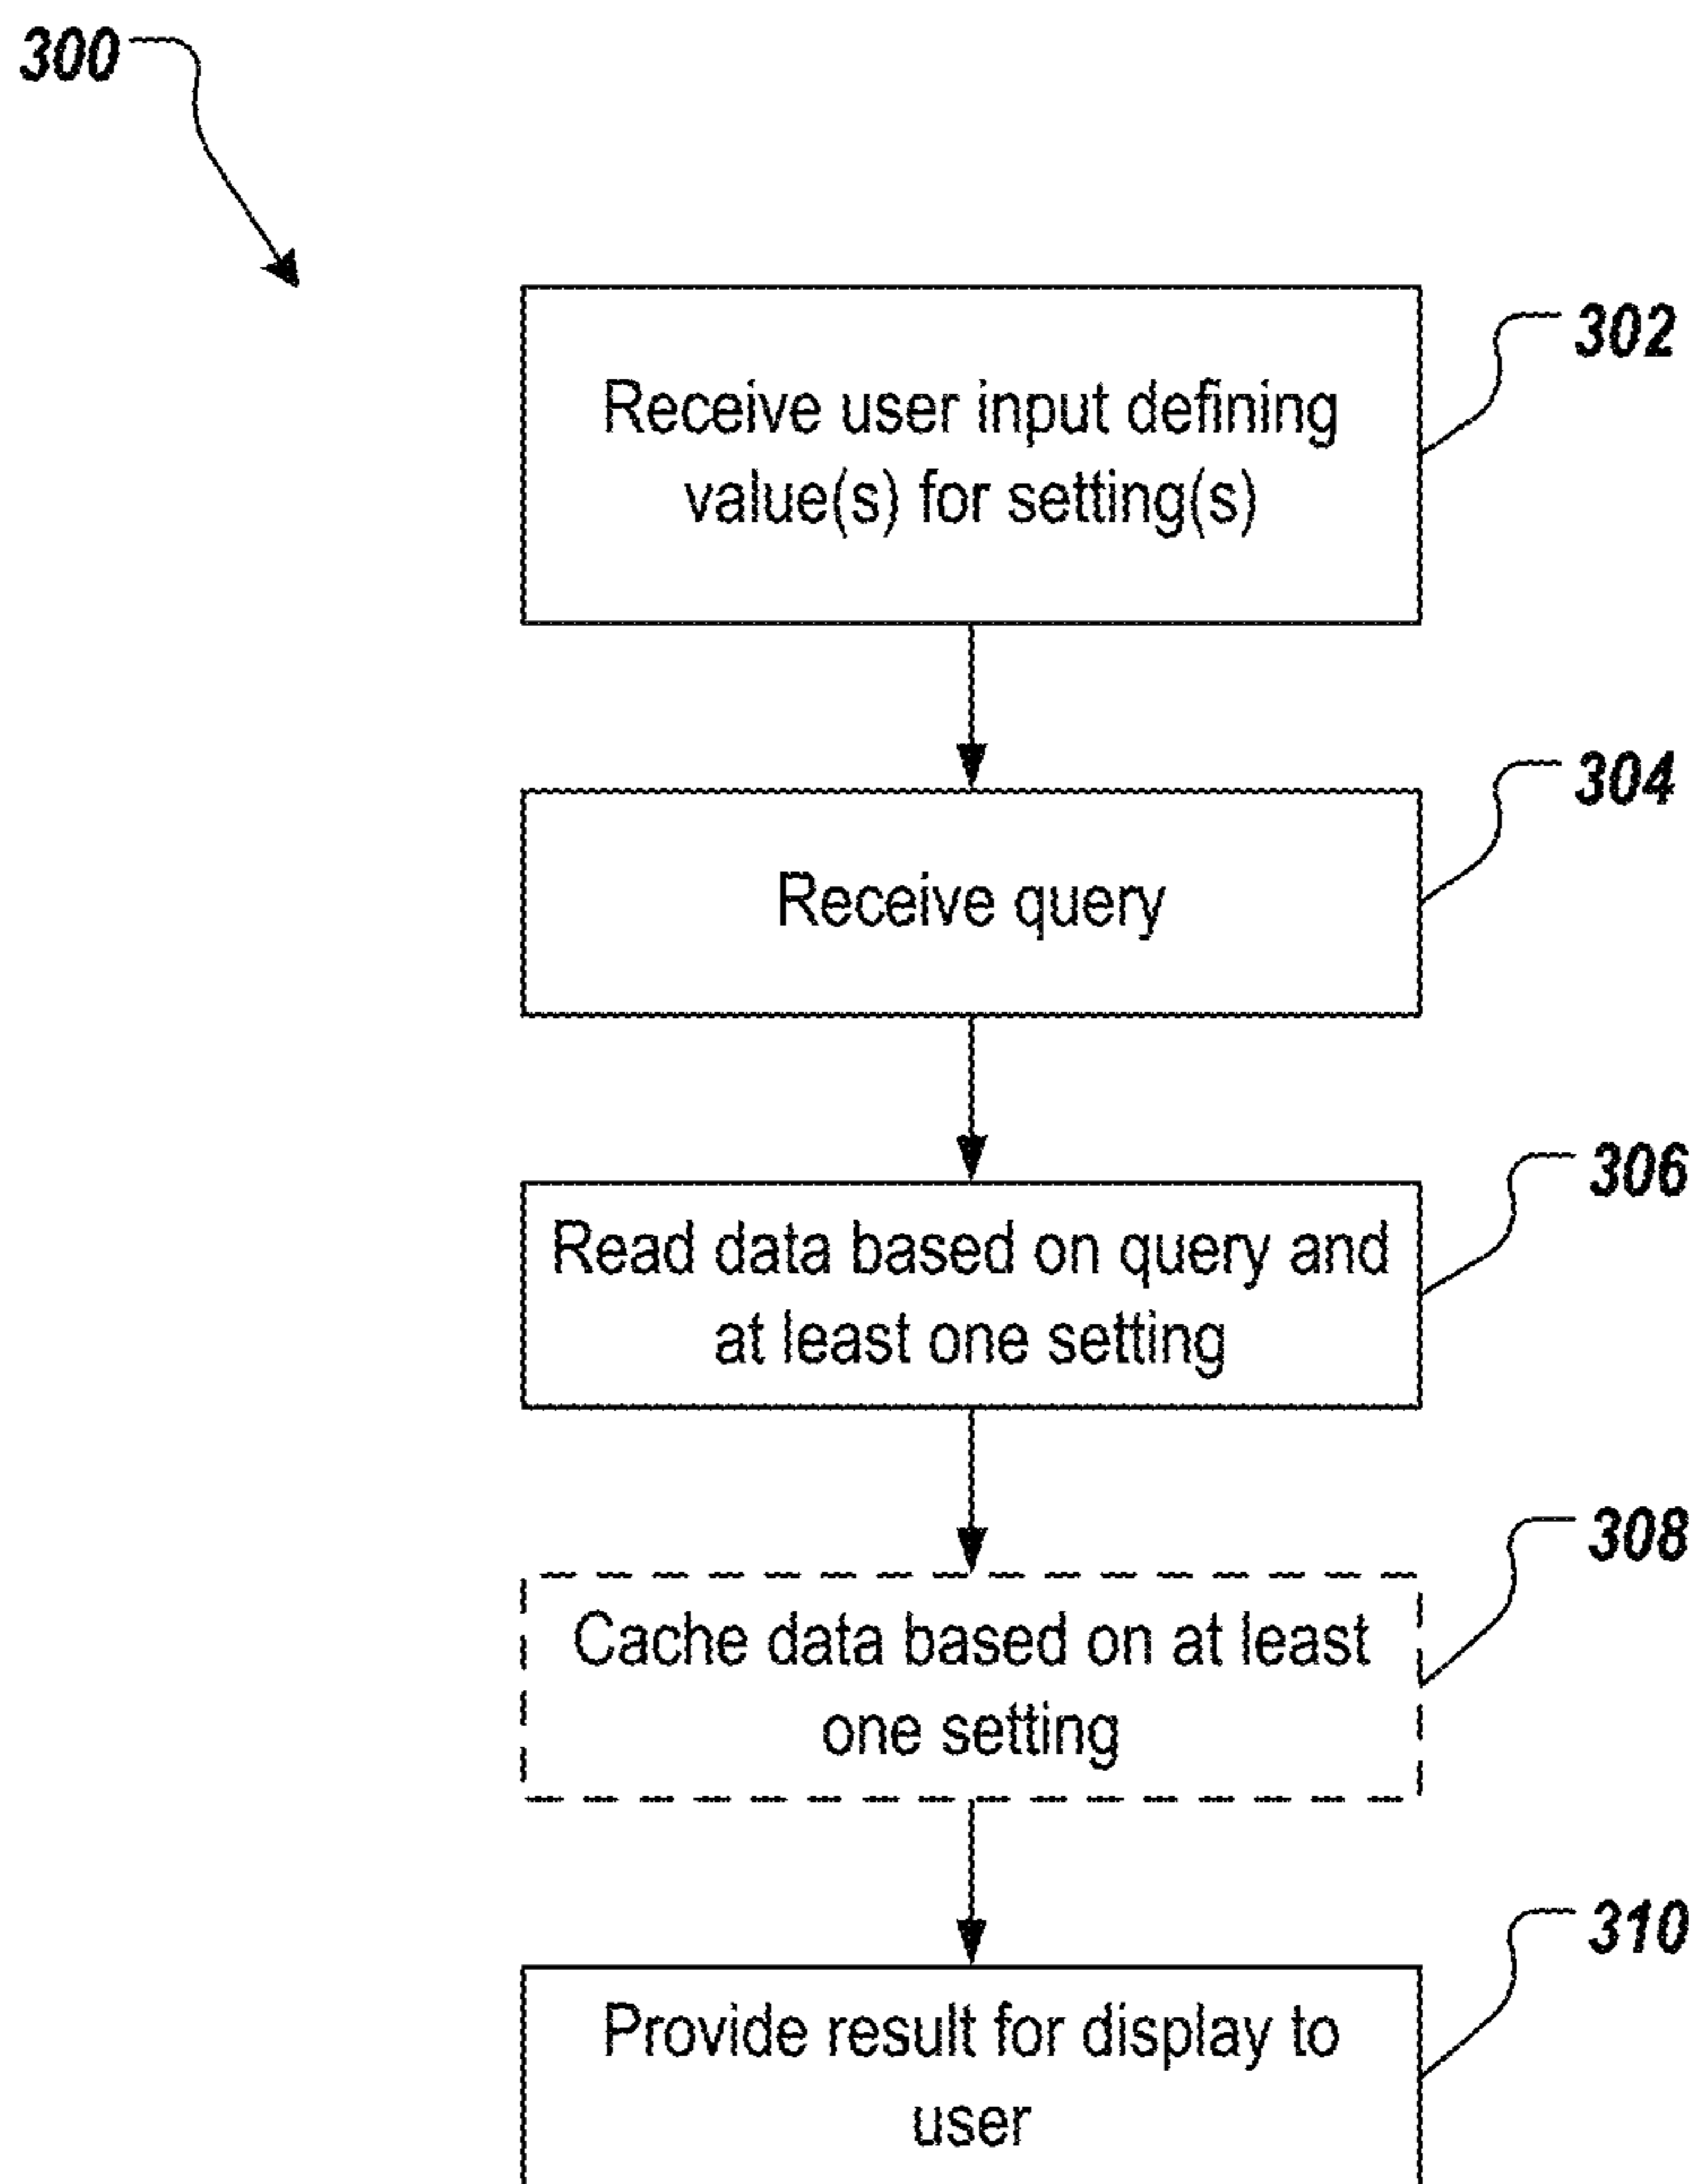 300
302
Receive user input defining
value(s) for setting(s)
304
Receive query
306
Read data based on query and
at least one setting
308
Cache data based on at least
one setting
310
Provide result for display to
user